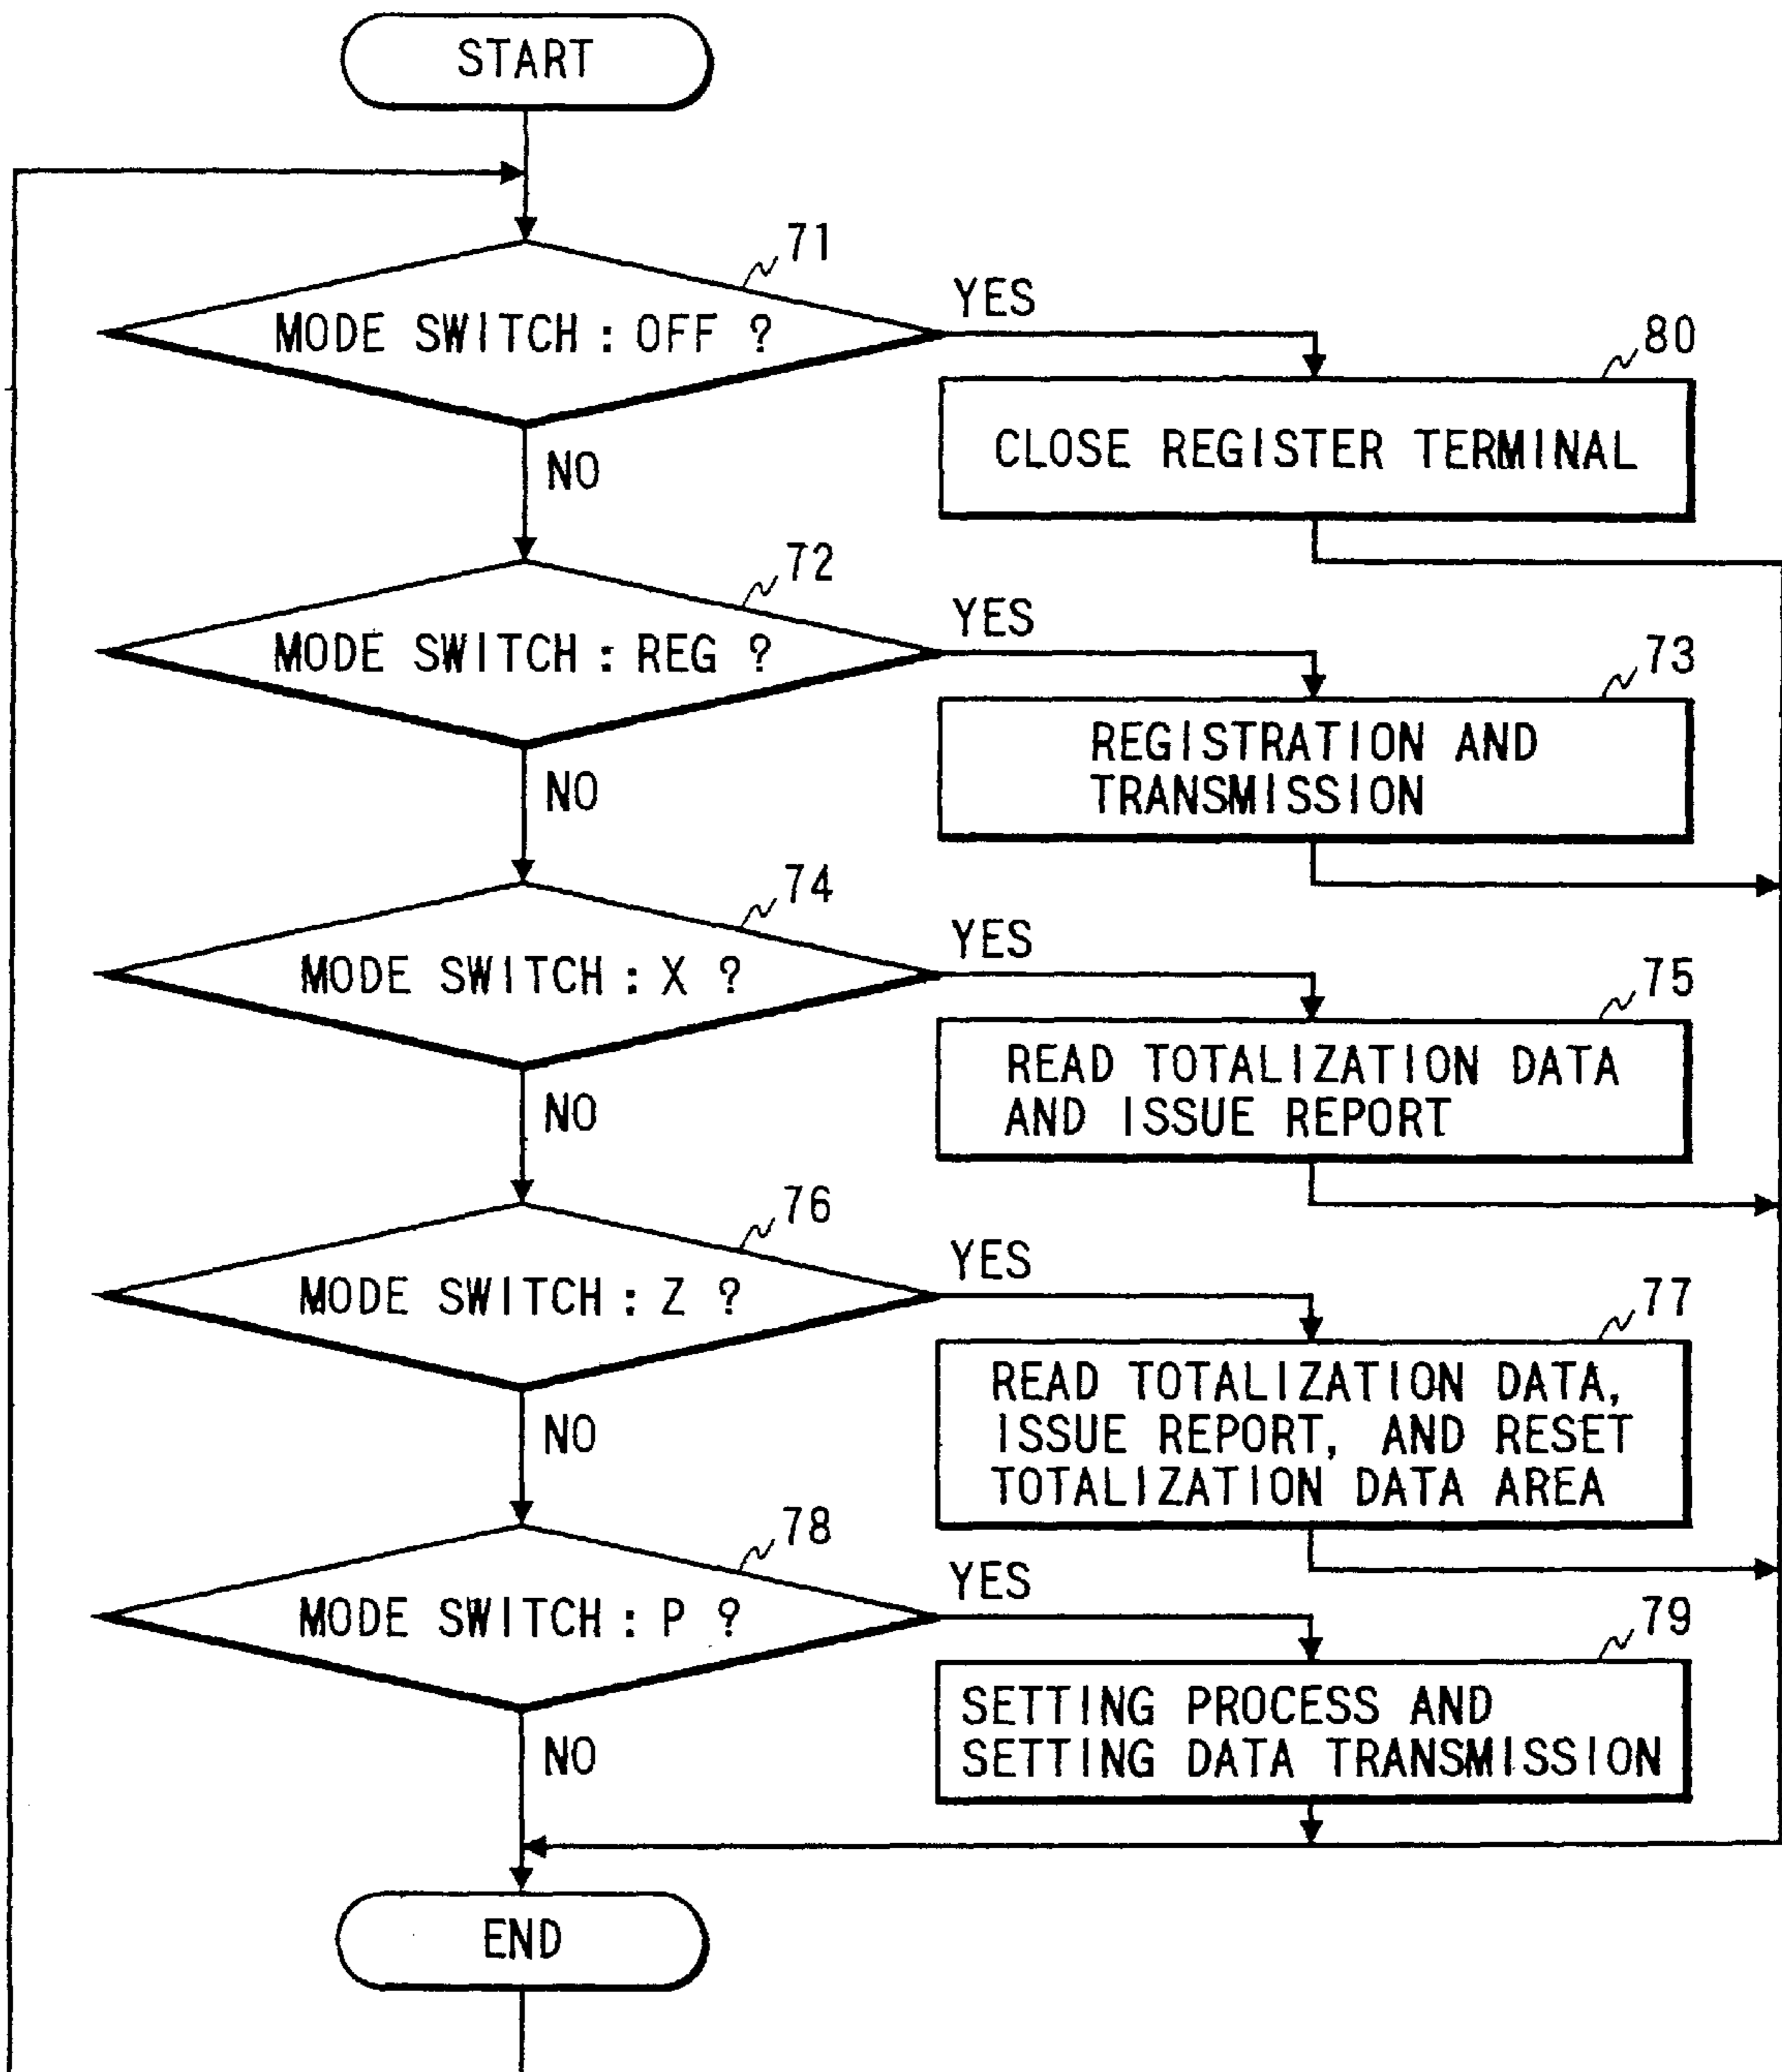 START
71
MODE SWITCH : OFF ?
YES
80
CLOSE REGISTER TERMINAL
NO
72
MODE SWITCH : REG ?
YES
73
REGISTRATION AND
TRANSMISSION
NO
74
MODE SWITCH : X ?
YES
75
READ TOTALIZATION DATA
AND ISSUE REPORT
NO
76
MODE SWITCH : Z ?
YES
77
READ TOTALIZATION DATA,
ISSUE REPORT, AND RESET
TOTALIZATION DATA AREA
NO
78
MODE SWITCH : P ?
YES
79
SETTING PROCESS AND
SETTING DATA TRANSMISSION
NO
END